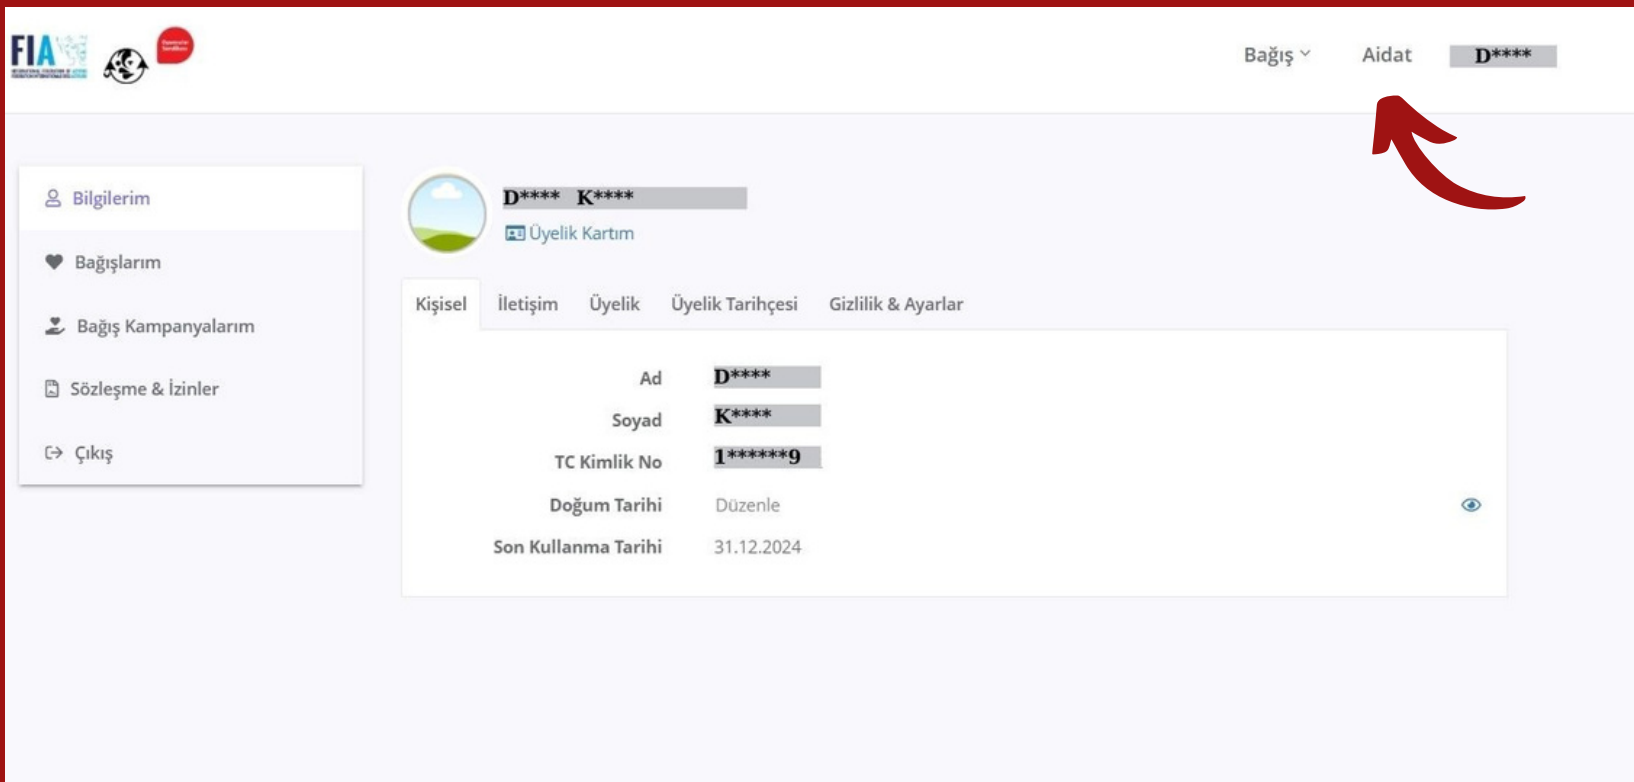 FIA
Bağış
Aidat
D****
Bilgilerim
Bağışlarım
Bağış Kampanyalarım
Sözleşme & İzinler
Çıkış
D**** K****
Üyelik Kartım
Kişisel İletişim Üyelik Üyelik Tarihçesi Gizlilik & Ayarlar
Ad D****
Soyad K****
TC Kimlik No 1******9
Doğum Tarihi Düzenle
Son Kullanma Tarihi 31.12.2024